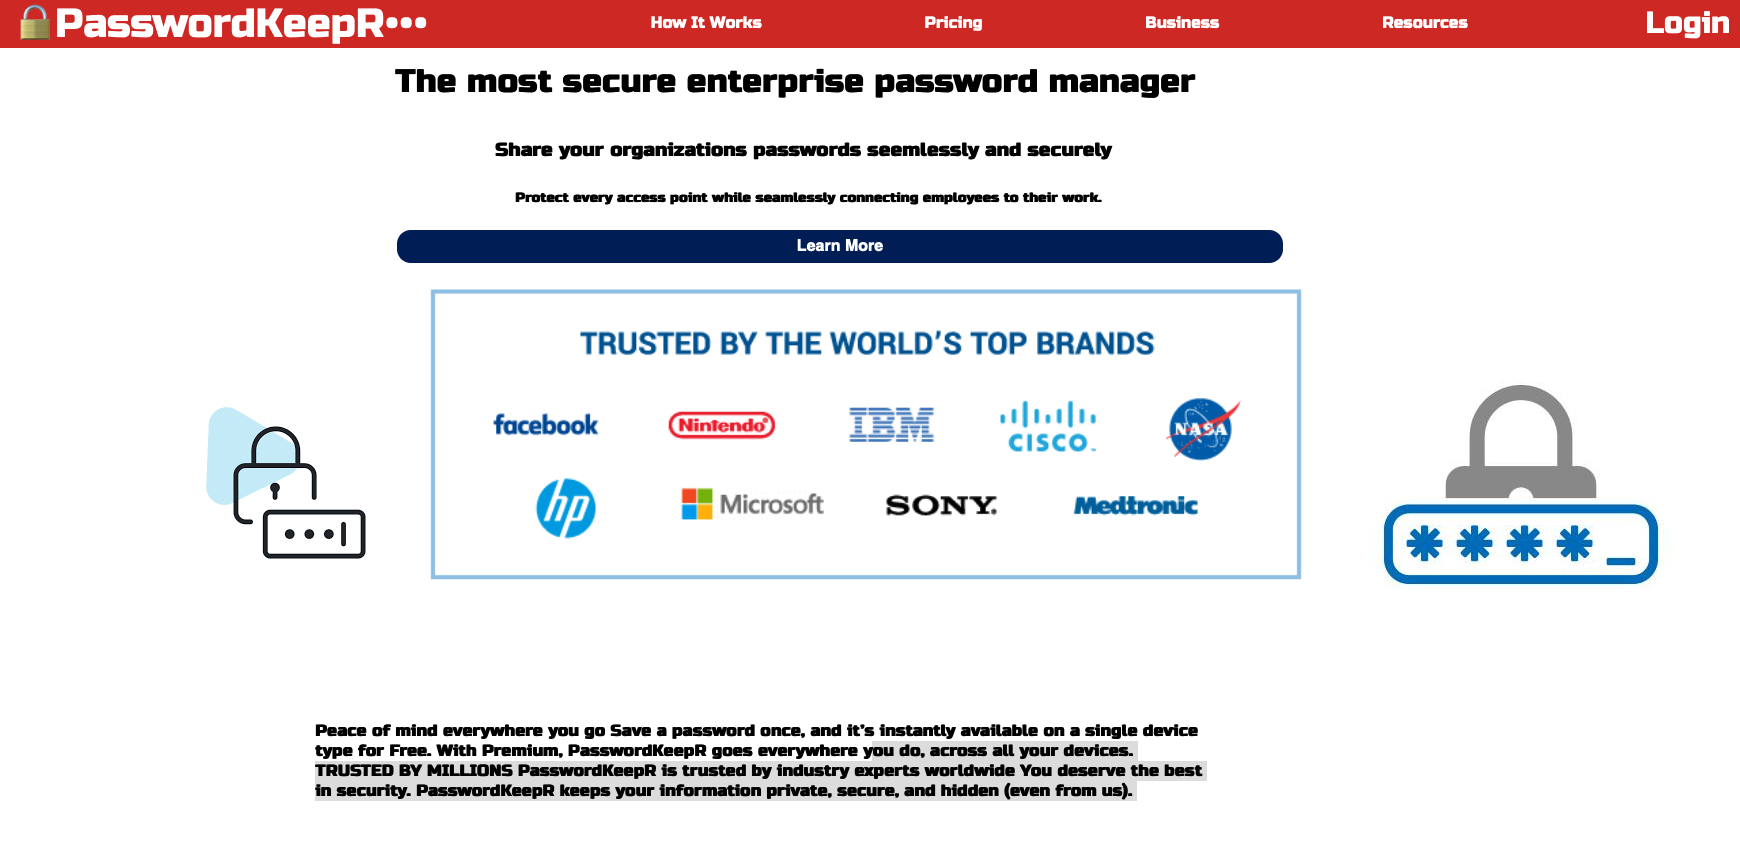 PasswordKeepR•••
How It Works
Pricing
Business
Resources
Login
The most secure enterprise password manager
Share your organizations passwords seemlessly and securely
Protect every access point while seamlessly connecting employees to their work.
Learn More
TRUSTED BY THE WORLD'S TOP BRANDS
facebook
Nintendo®
IBM
CISCO™
NASA
hp
Microsoft
SONY®
Medtronic
****_
Peace of mind everywhere you go Save a password once, and it's instantly available on a single device
type for Free. With Premium, PasswordKeepR goes everywhere you do, across all your devices.
TRUSTED BY MILLIONS PasswordKeepR is trusted by industry experts worldwide You deserve the best
in security. PasswordKeepR keeps your information private, secure, and hidden (even from us).